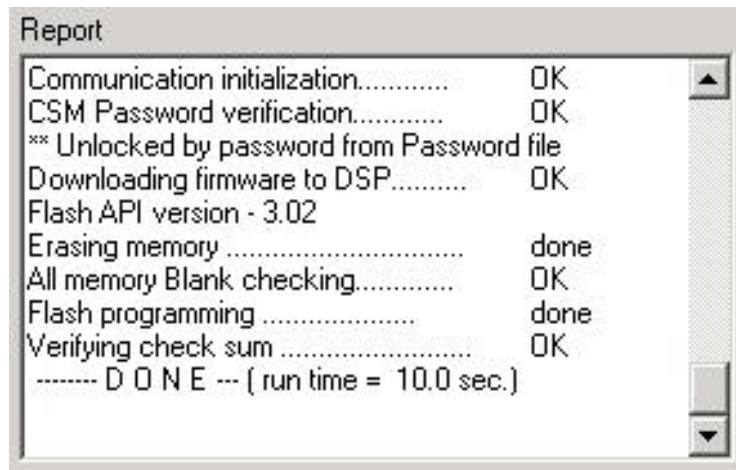 Report
Communication initialization............ OK
CSM Password verification............ OK
** Unlocked by password from Password file
Downloading firmware to DSP.......... OK
Flash API version - 3.02
Erasing memory ............................... done
All memory Blank checking............. OK
Flash programming .................... done
Verifying check sum ......................... OK
-------- D O N E --- ( run time =  10.0 sec.)